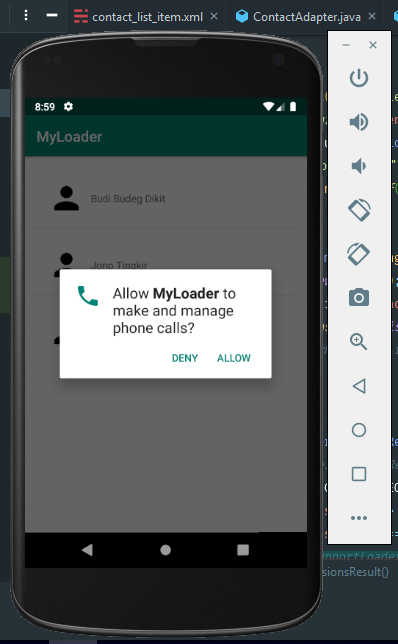 contact_list_item.xml
ContactAdapter.java
8:59
MyLoader
Budi Budeg Dikit
Jono Tingkir
Allow MyLoader to
make and manage
phone calls?
DENY
ALLOW
sionsResult()